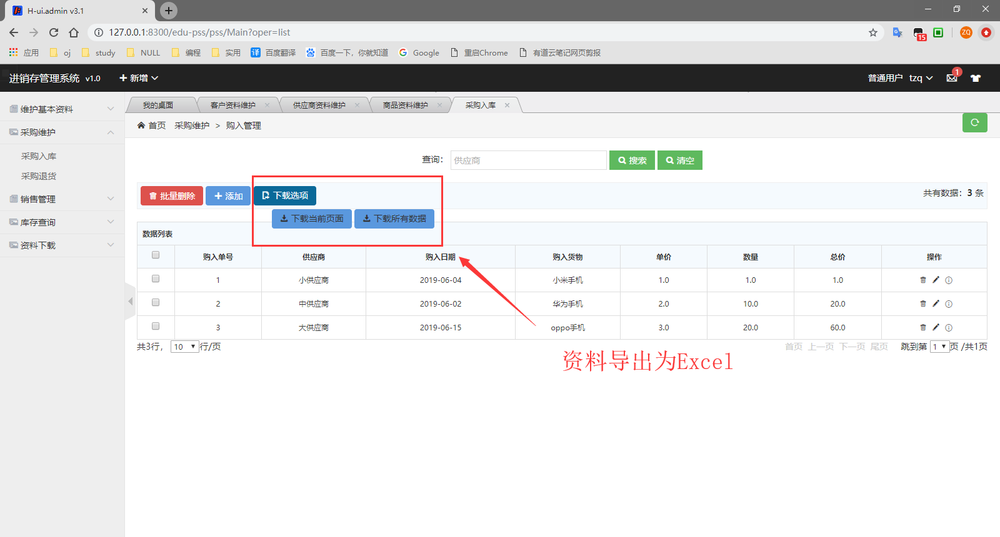 H-ui.admin v3.1
127.0.0.1:8300/edu-pss/pss/Main?oper=list
15
ZQ
应用 oj study NULL 编程 实用 译 百度翻译 百度一下，你就知道 Google 重启Chrome 有道云笔记网页剪报
进销存管理系统 v1.0 新增 普通用户 tzq 1
维护基本资料
采购维护
采购入库
采购退货
销售管理
库存查询
资料下载
我的桌面 客户资料维护 供应商资料维护 商品资料维护 采购入库
首页 采购维护 > 购入管理
查询： 供应商 搜索 清空
批量删除 添加 下载选项 共有数据：3 条
下载当前页面 下载所有数据
数据列表
购入单号 供应商 购入日期 购入货物 单价 数量 总价 操作
1 小供应商 2019-06-04 小米手机 1.0 1.0 1.0
2 中供应商 2019-06-02 华为手机 2.0 10.0 20.0
3 大供应商 2019-06-15 oppo手机 3.0 20.0 60.0
共3行， 10 行/页 首页 上一页 下一页 尾页 跳到第 1 页 /共1页
资料导出为Excel